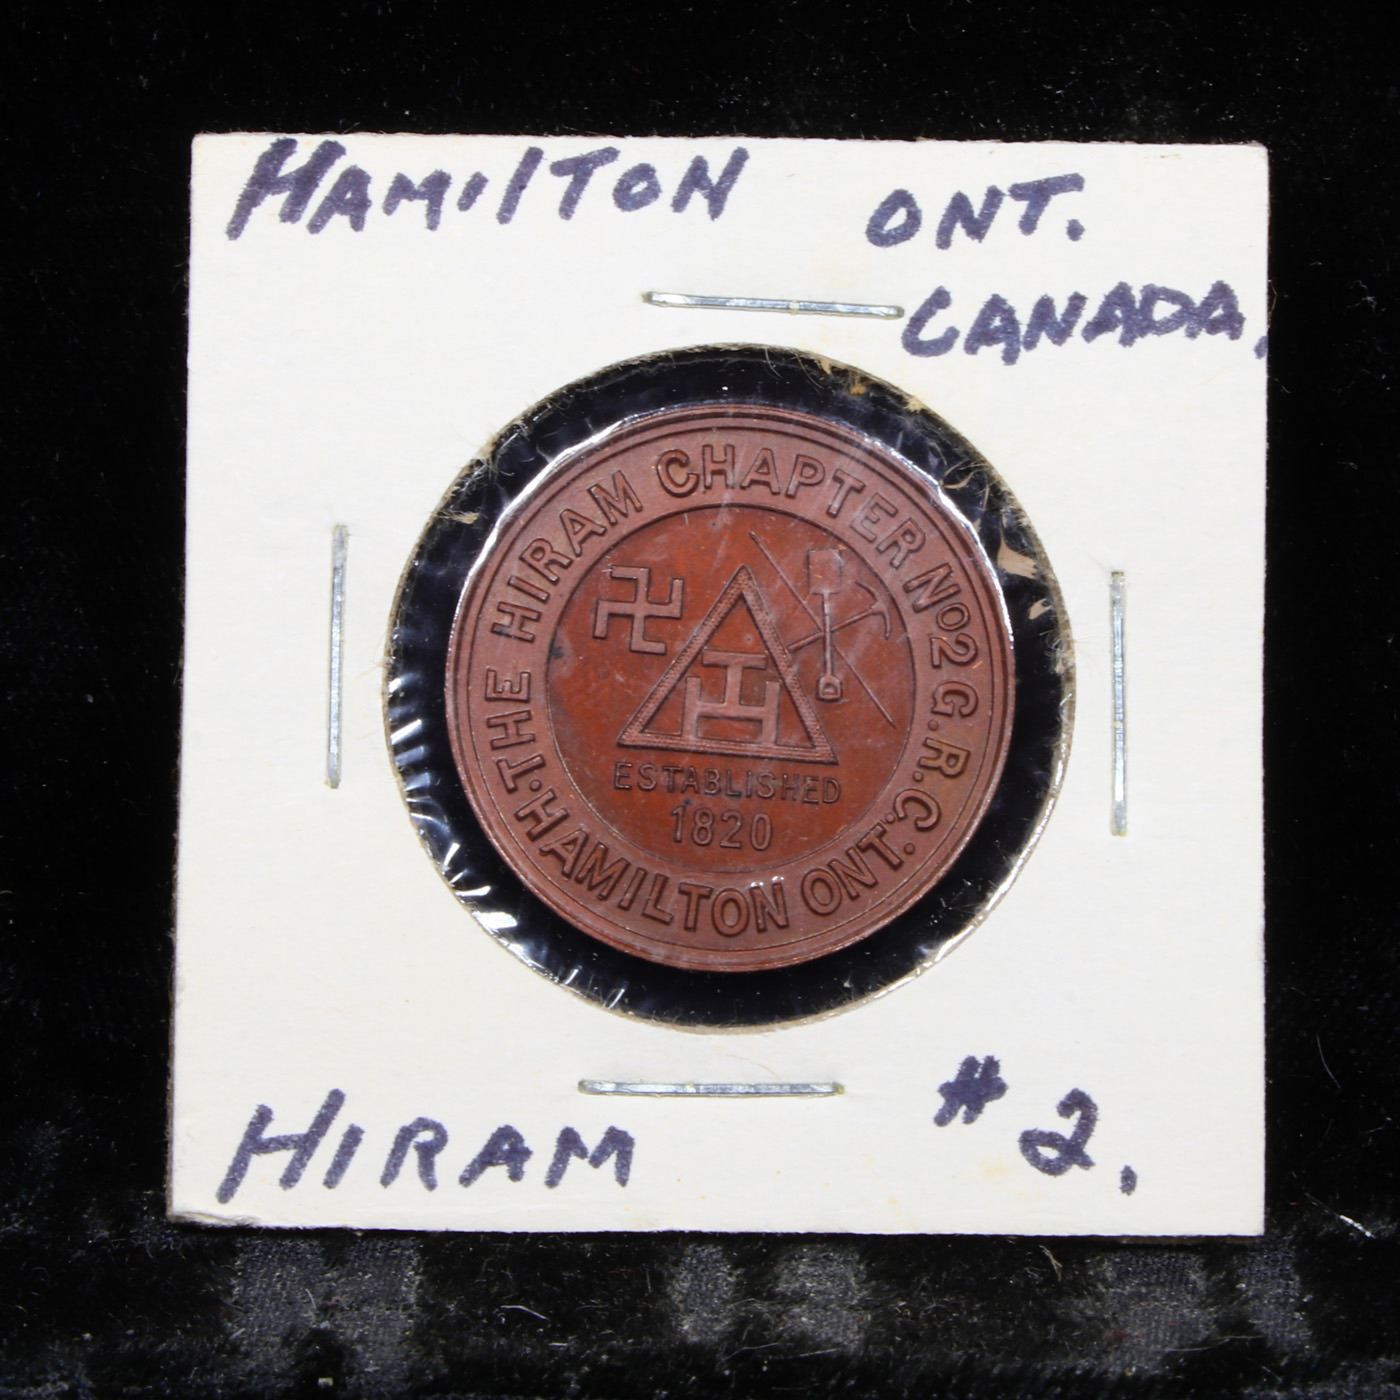 HAMILTON ONT.
CANADA.
·THE HIRAM CHAPTER No2 G.R.C.
HAMILTON ONT.
ESTABLISHED
1820
HIRAM #2.